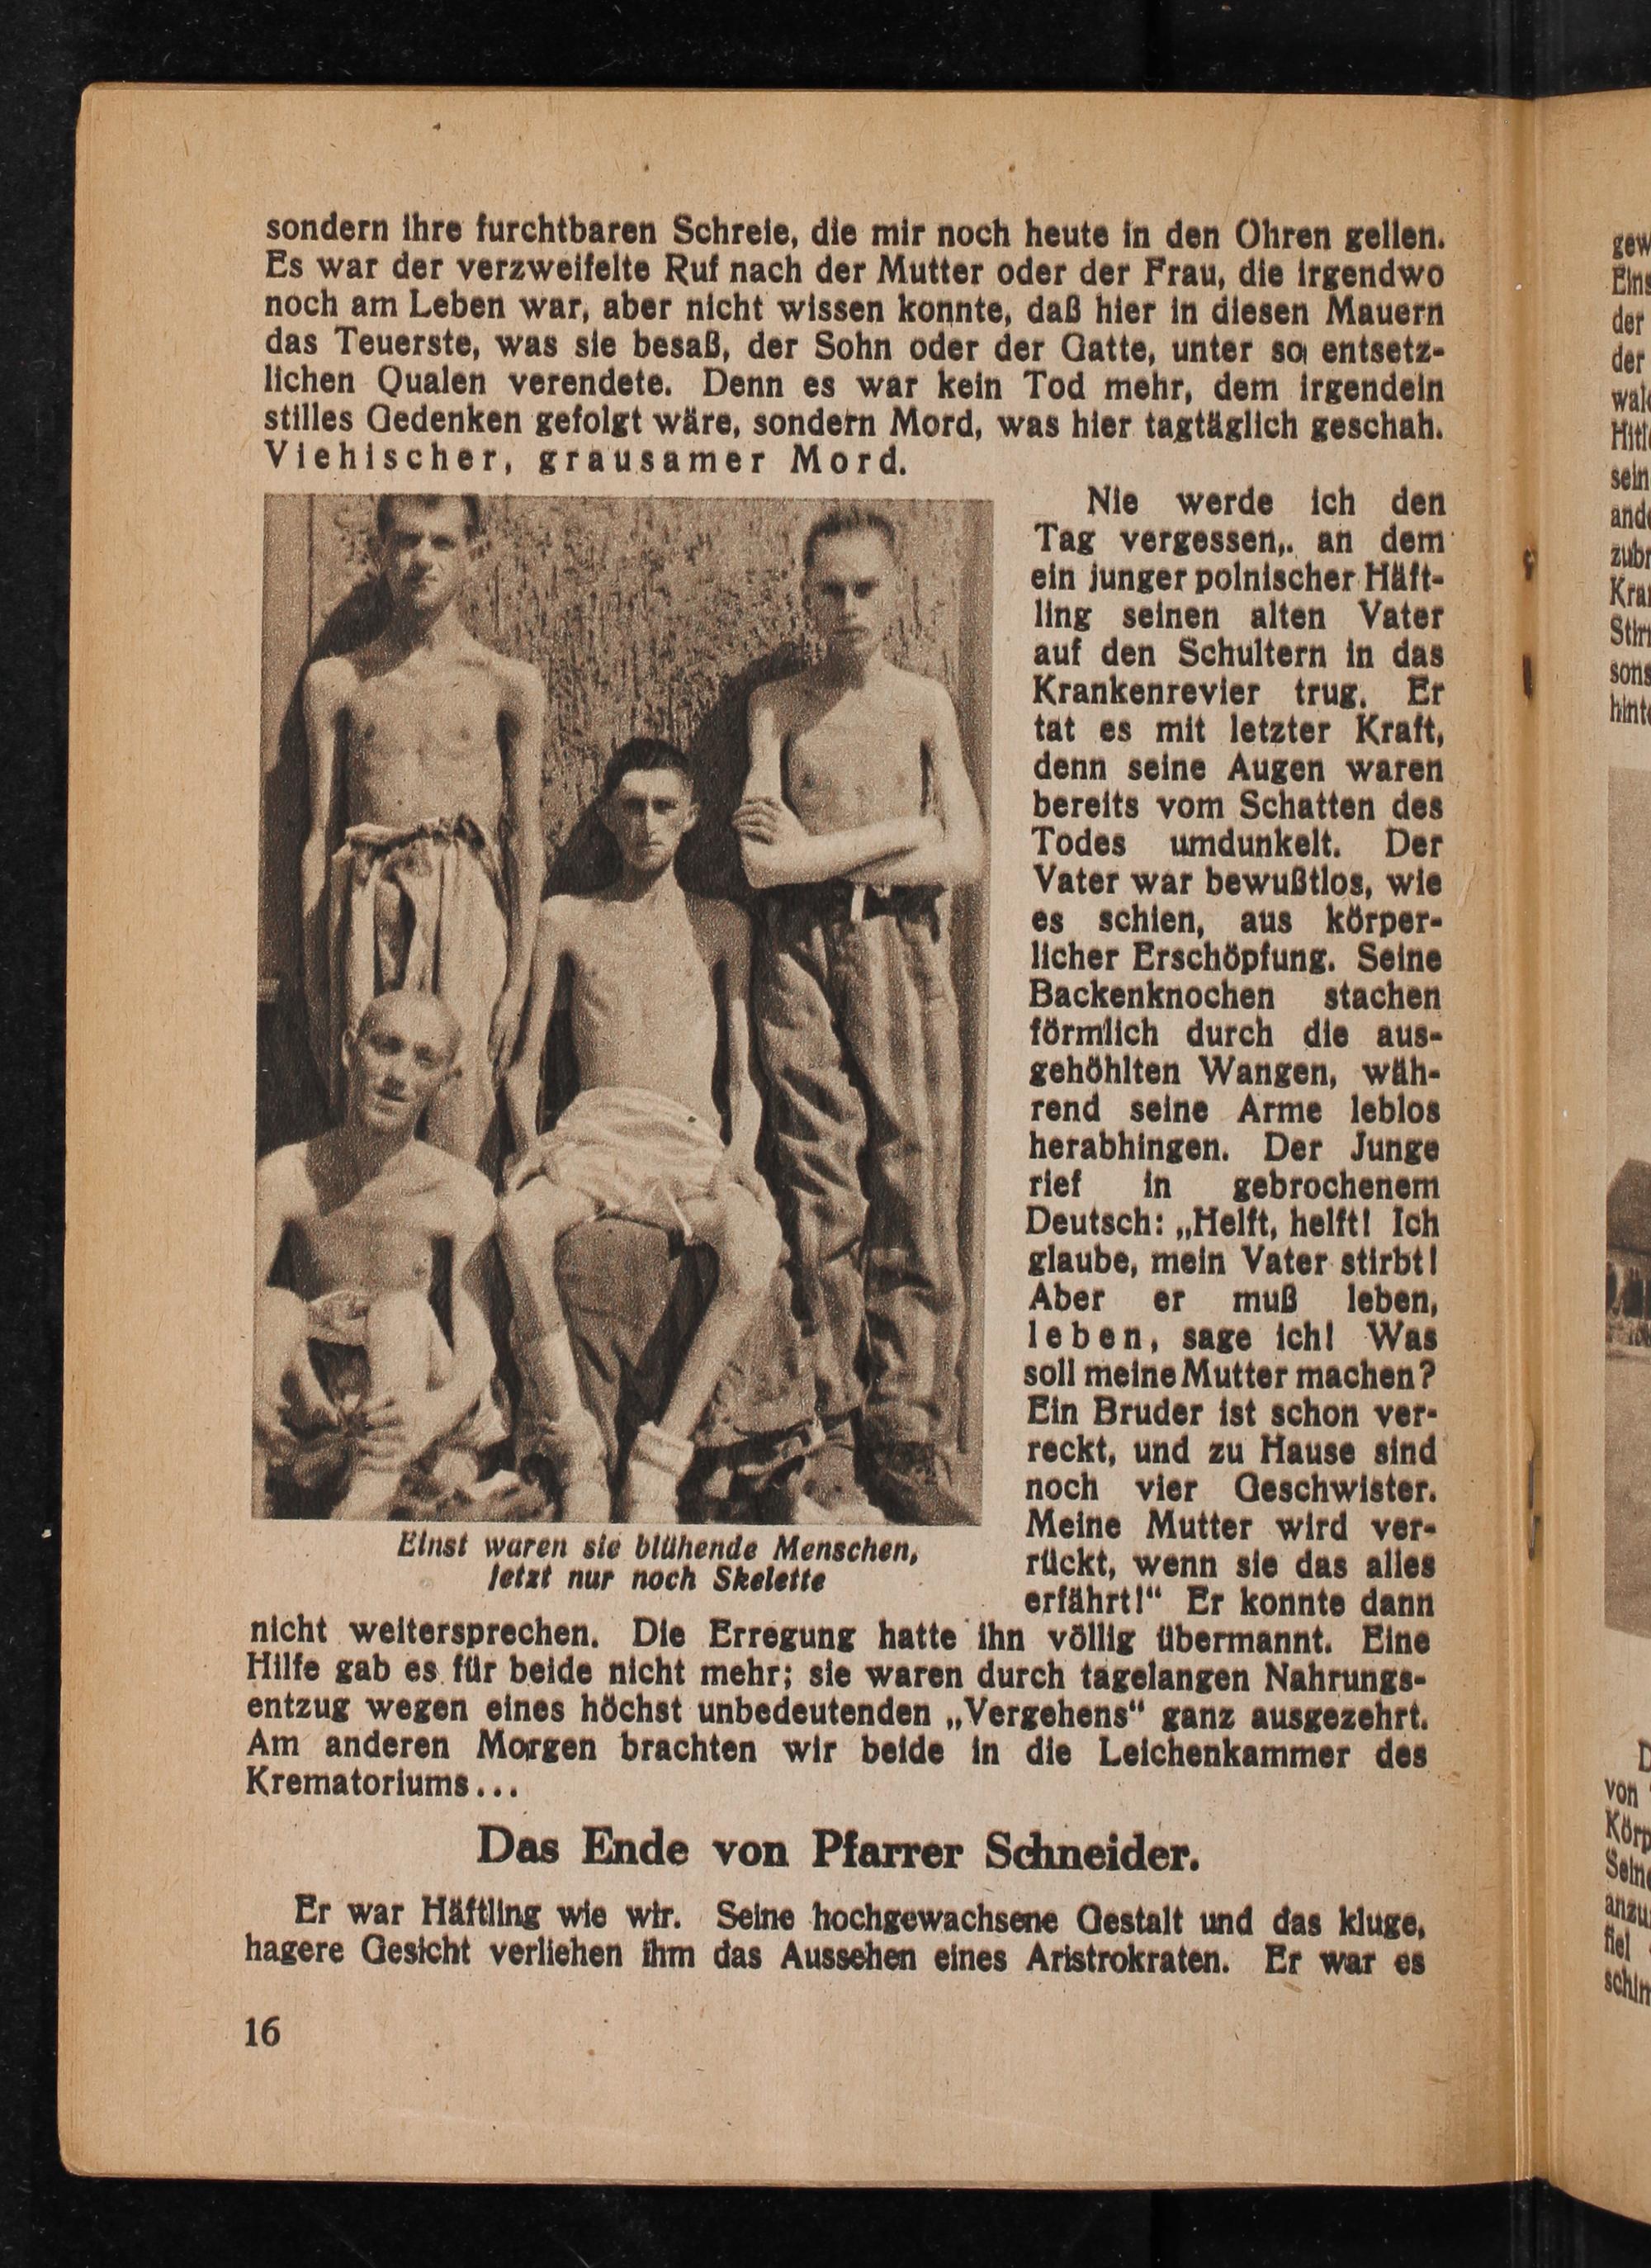 sondern ihre furchtbaren Schreie, die mir noch heute in den Ohren gellen.
Es war der verzweifelte Ruf nach der Mutter oder der Frau, die irgendwo
noch am Leben war, aber nicht wissen konnte, daß hier in diesen Mauern
das Teuerste, was sie besaß, der Sohn oder der Gatte, unter so entsetz-
lichen Qualen verendete. Denn es war kein Tod mehr, dem irgendein
stilles Gedenken gefolgt wäre, sondern Mord, was hier tagtäglich geschah.
Viehischer, grausamer Mord.
Nie werde ich den
Tag vergessen,. an dem
ein junger polnischer Häft-
ling seinen alten Vater
auf den Schultern in das
Krankenrevier trug. Er
tat es mit letzter Kraft,
denn seine Augen waren
bereits vom Schatten des
Todes umdunkelt. Der
Vater war bewußtlos, wie
es schien, aus körper-
licher Erschöpfung. Seine
Backenknochen stachen
förmlich durch die aus-
gehöhlten Wangen, wäh-
rend seine Arme leblos
herabhingen. Der Junge
rief in gebrochenem
Deutsch: „Helft, helft! Ich
glaube, mein Vater stirbt!
Aber er muß leben,
leben, sage ich! Was
soll meine Mutter machen?
Ein Bruder ist schon ver-
reckt, und zu Hause sind
noch vier Geschwister.
Meine Mutter wird ver-
rückt, wenn sie das alles
erfährt!“ Er konnte dann
Einst waren sie blühende Menschen,
jetzt nur noch Skelette
nicht weitersprechen. Die Erregung hatte ihn völlig übermannt. Eine
Hilfe gab es für beide nicht mehr; sie waren durch tagelangen Nahrungs-
entzug wegen eines höchst unbedeutenden „Vergehens“ ganz ausgezehrt.
Am anderen Morgen brachten wir beide in die Leichenkammer des
Krematoriums...
Das Ende von Pfarrer Schneider.
Er war Häftling wie wir. Seine hochgewachsene Gestalt und das kluge,
hagere Gesicht verliehen ihm das Aussehen eines Aristrokraten. Er war es
16